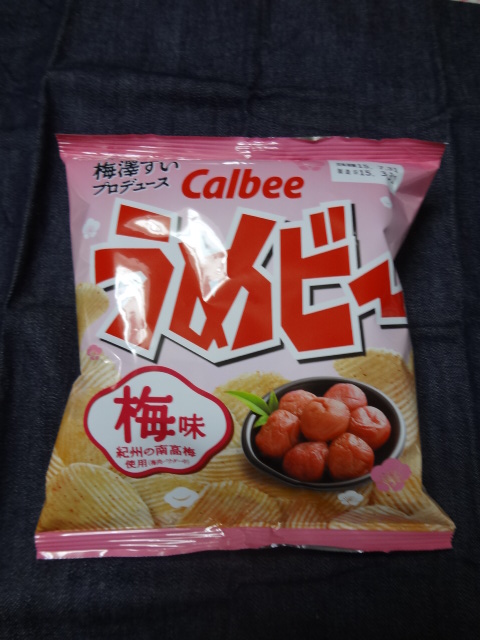 梅澤すい
プロデュース
Calbee
うめビ～
梅味
紀州の南高梅
使用